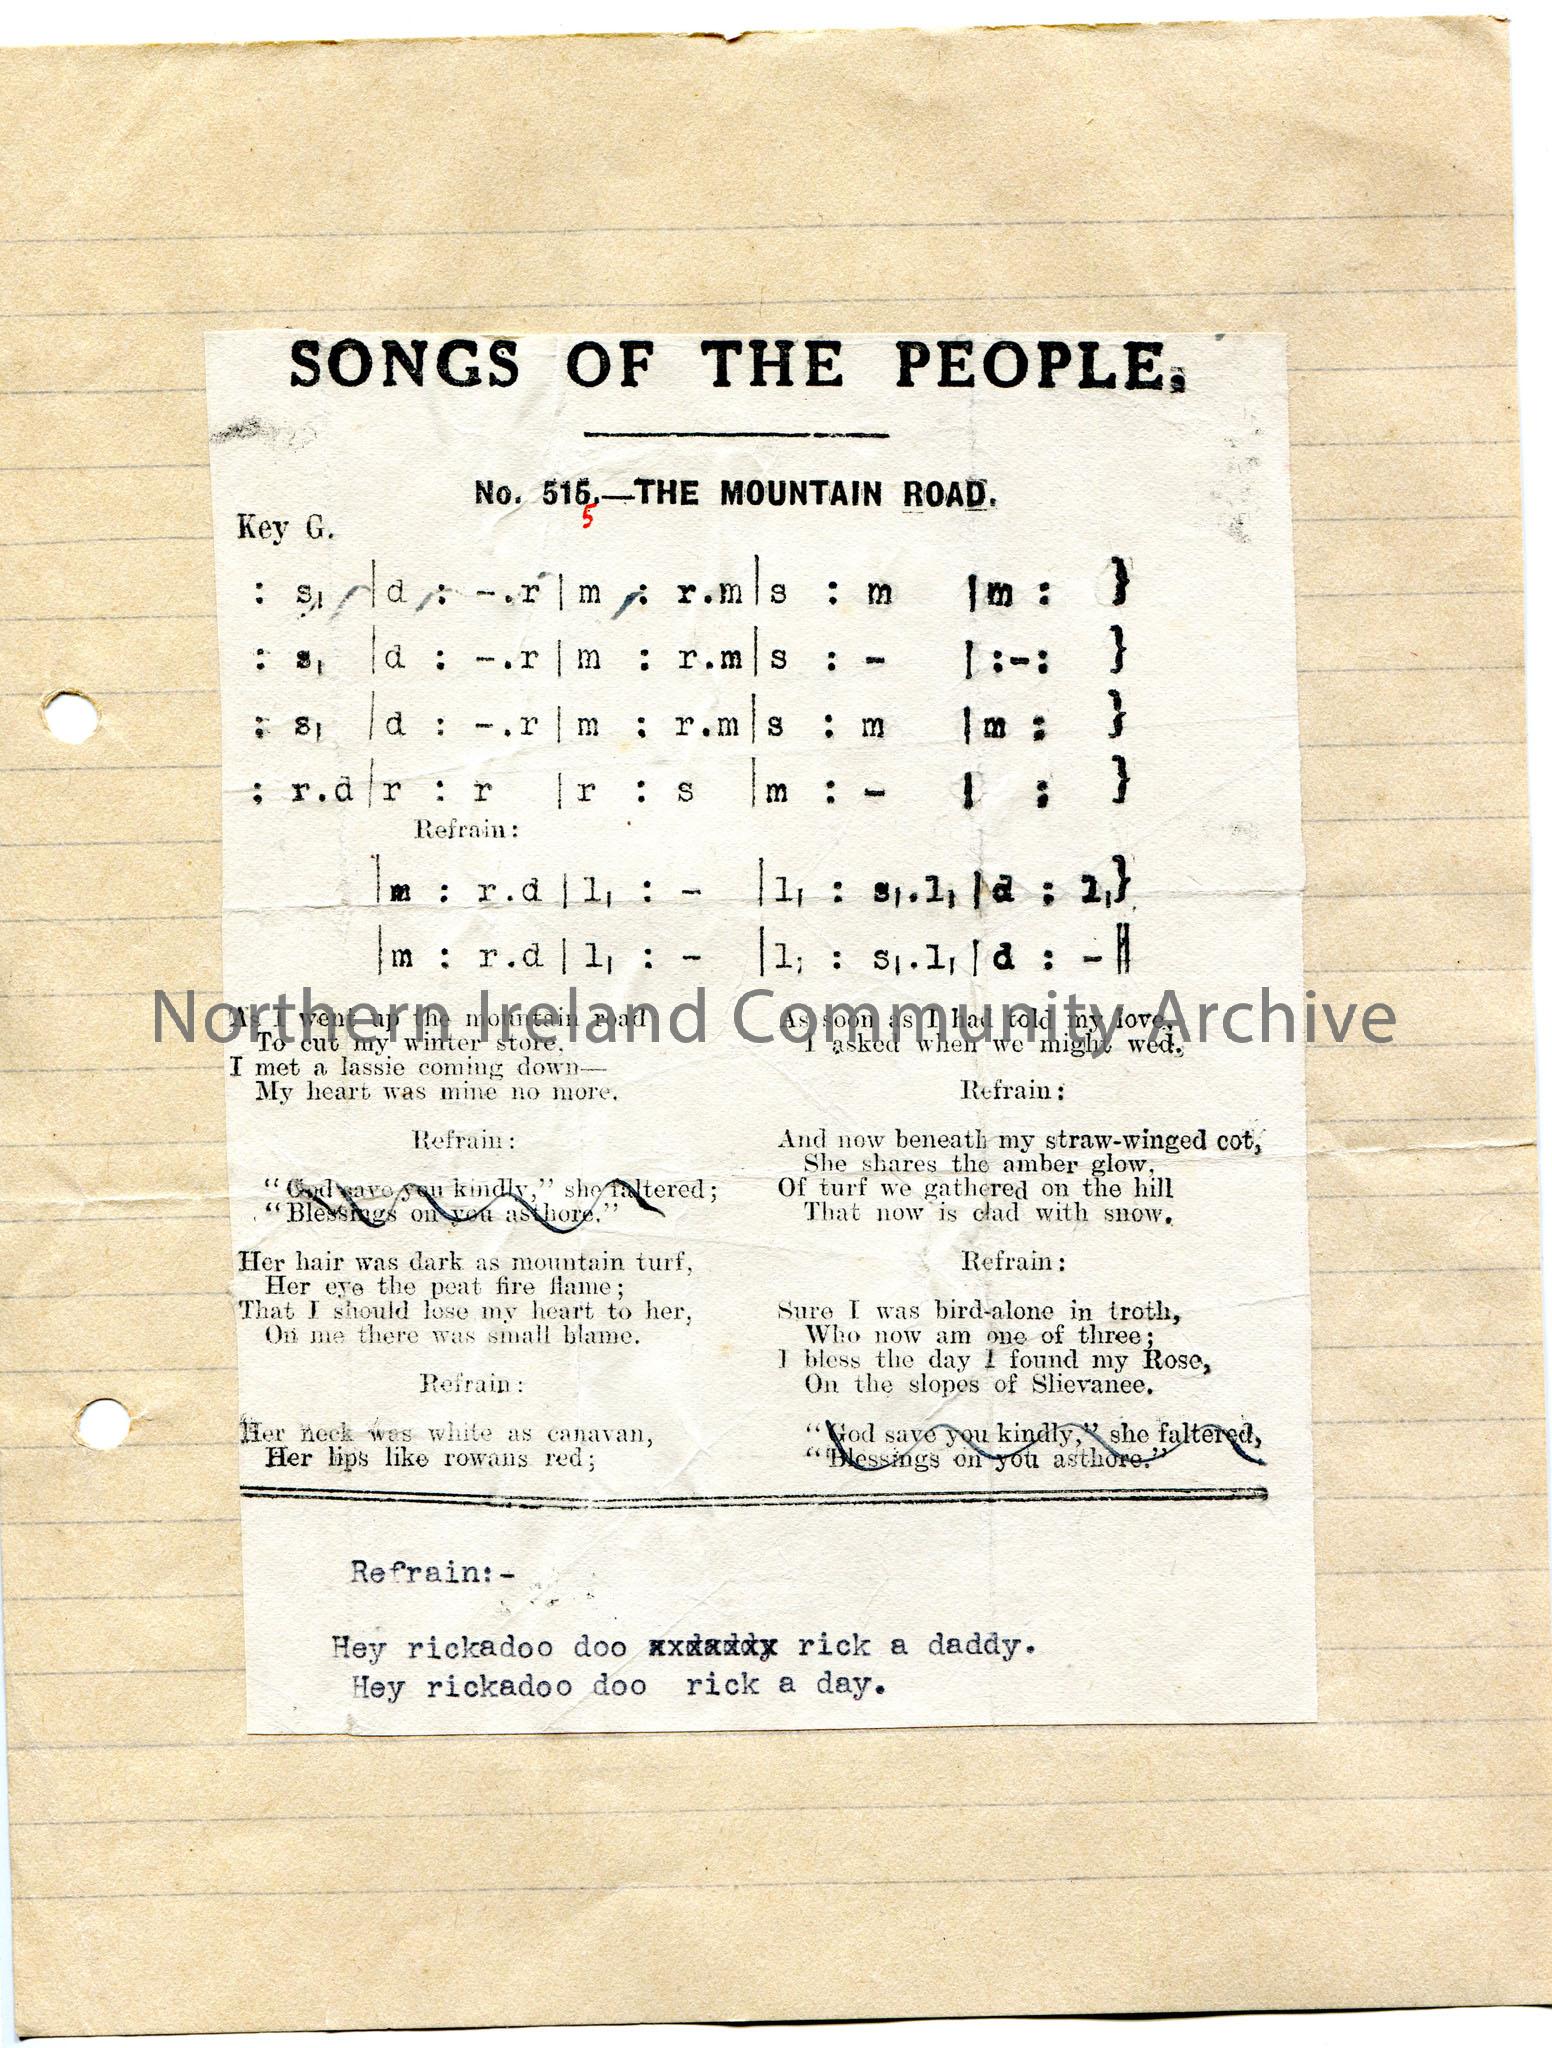 SONGS OF THE PEOPLE.
No. 515.—THE MOUNTAIN ROAD.
5
Key G.
: s, |d : -.r|m : r.m|s : m |m : }
: s, |d : -.r|m : r.m|s : - |:-: }
: s, |d : -.r|m : r.m|s : m |m : }
: r.d|r : r |r : s |m : - | : }
Refrain:
|m : r.d|l, : - |l, : s,.l,|d : l,}
|m : r.d|l, : - |l, : s,.l,|d : -||
Northern Ireland Community Archive
As I went up the mountain road
To cut my winter store,
I met a lassie coming down—
My heart was mine no more.
Refrain:
"God save you kindly," she faltered;
"Blessings on you asthore."
Her hair was dark as mountain turf,
Her eye the peat fire flame;
That I should lose my heart to her,
On me there was small blame.
Refrain:
Her neck was white as canavan,
Her lips like rowans red;
As soon as I had told my love,
I asked when we might wed.
Refrain:
And now beneath my straw-winged cot,
She shares the amber glow,
Of turf we gathered on the hill
That now is clad with snow.
Refrain:
Sure I was bird-alone in troth,
Who now am one of three;
I bless the day I found my Rose,
On the slopes of Slievanee.
"God save you kindly," she faltered,
"Blessings on you asthore."
Refrain:-
Hey rickadoo doo rick a daddy.
Hey rickadoo doo rick a day.